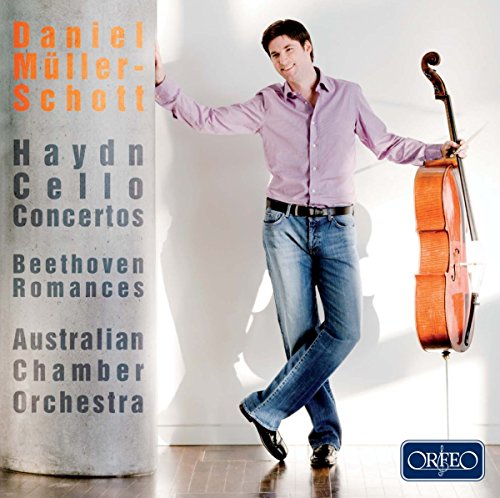 Daniel
Müller-
Schott
Haydn
Cello
Concertos
Beethoven
Romances
Australian
Chamber
Orchestra
ORFEO